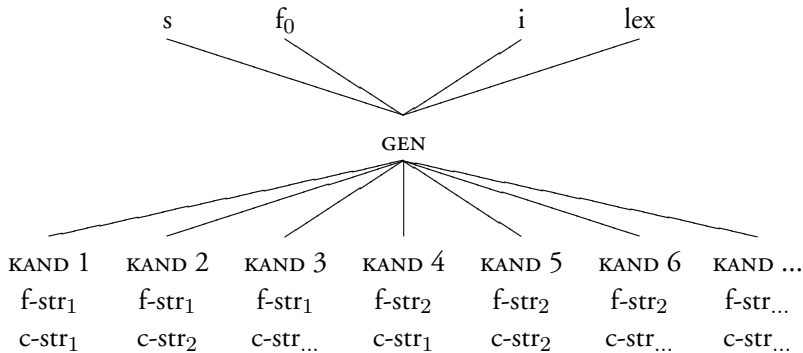 s f₀ i lex
GEN
KAND 1 KAND 2 KAND 3 KAND 4 KAND 5 KAND 6 KAND ...
f-str₁ f-str₁ f-str₁ f-str₂ f-str₂ f-str₂ f-str...
c-str₁ c-str₂ c-str... c-str₁ c-str₂ c-str... c-str...